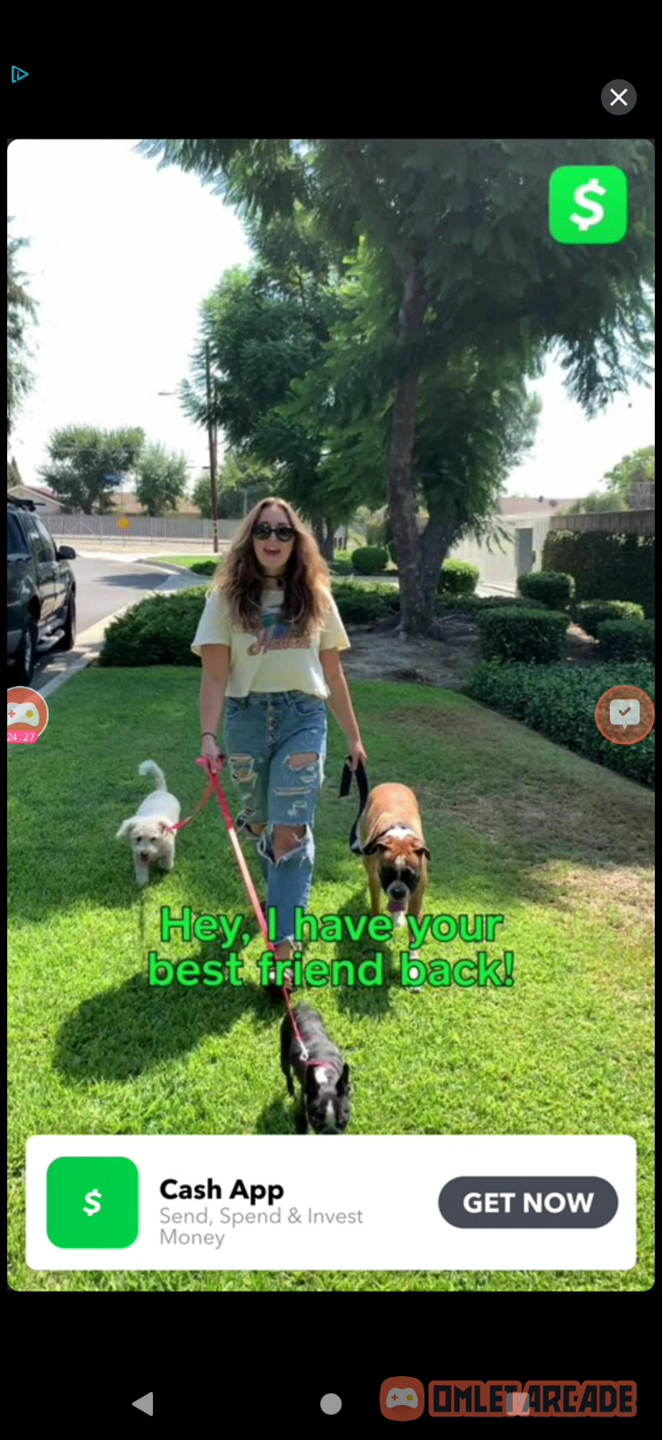 $
24:27
Hey, I have your
best friend back!
$
Cash App
Send, Spend & Invest
Money
GET NOW
OMLET ARCADE